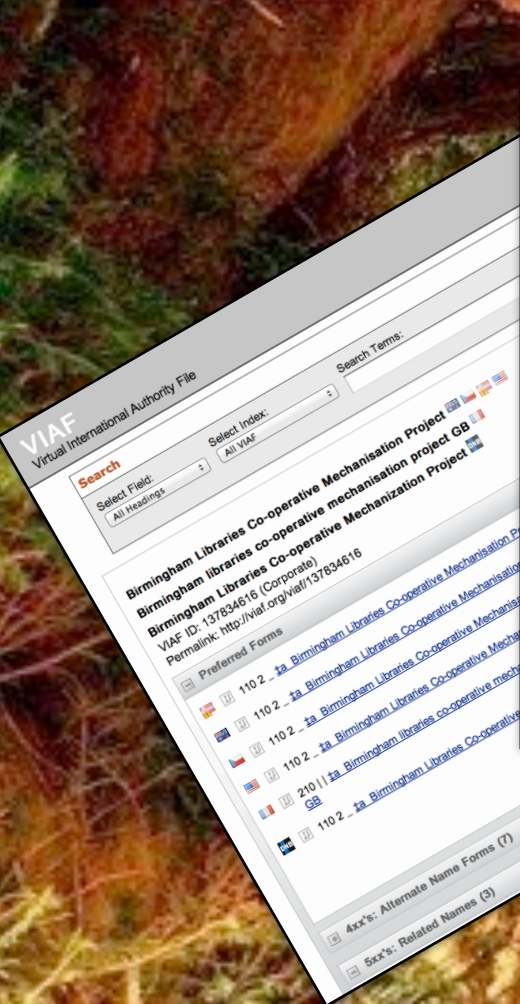 VIAF
Virtual International Authority File
Search
Select Field:
All Headings
Select Index:
All VIAF
Search Terms:
Birmingham Libraries Co-operative Mechanisation Project
Birmingham libraries co-operative mechanisation project GB
Birmingham Libraries Co-operative Mechanization Project
VIAF ID: 137834616 (Corporate)
Permalink: http://viaf.org/viaf/137834616
Preferred Forms
110 2 _ ‡a Birmingham Libraries Co-operative Mechanisation P
110 2 _ ‡a Birmingham Libraries Co-operative Mechanisation
110 2 _ ‡a Birmingham Libraries Co-operative Mechanis
110 2 _ ‡a Birmingham Libraries Co-operative Mecha
210 | | ‡a Birmingham libraries co-operative mech
GB
110 2 _ ‡a Birmingham Libraries Co-operative
4xx's: Alternate Name Forms (7)
5xx's: Related Names (3)